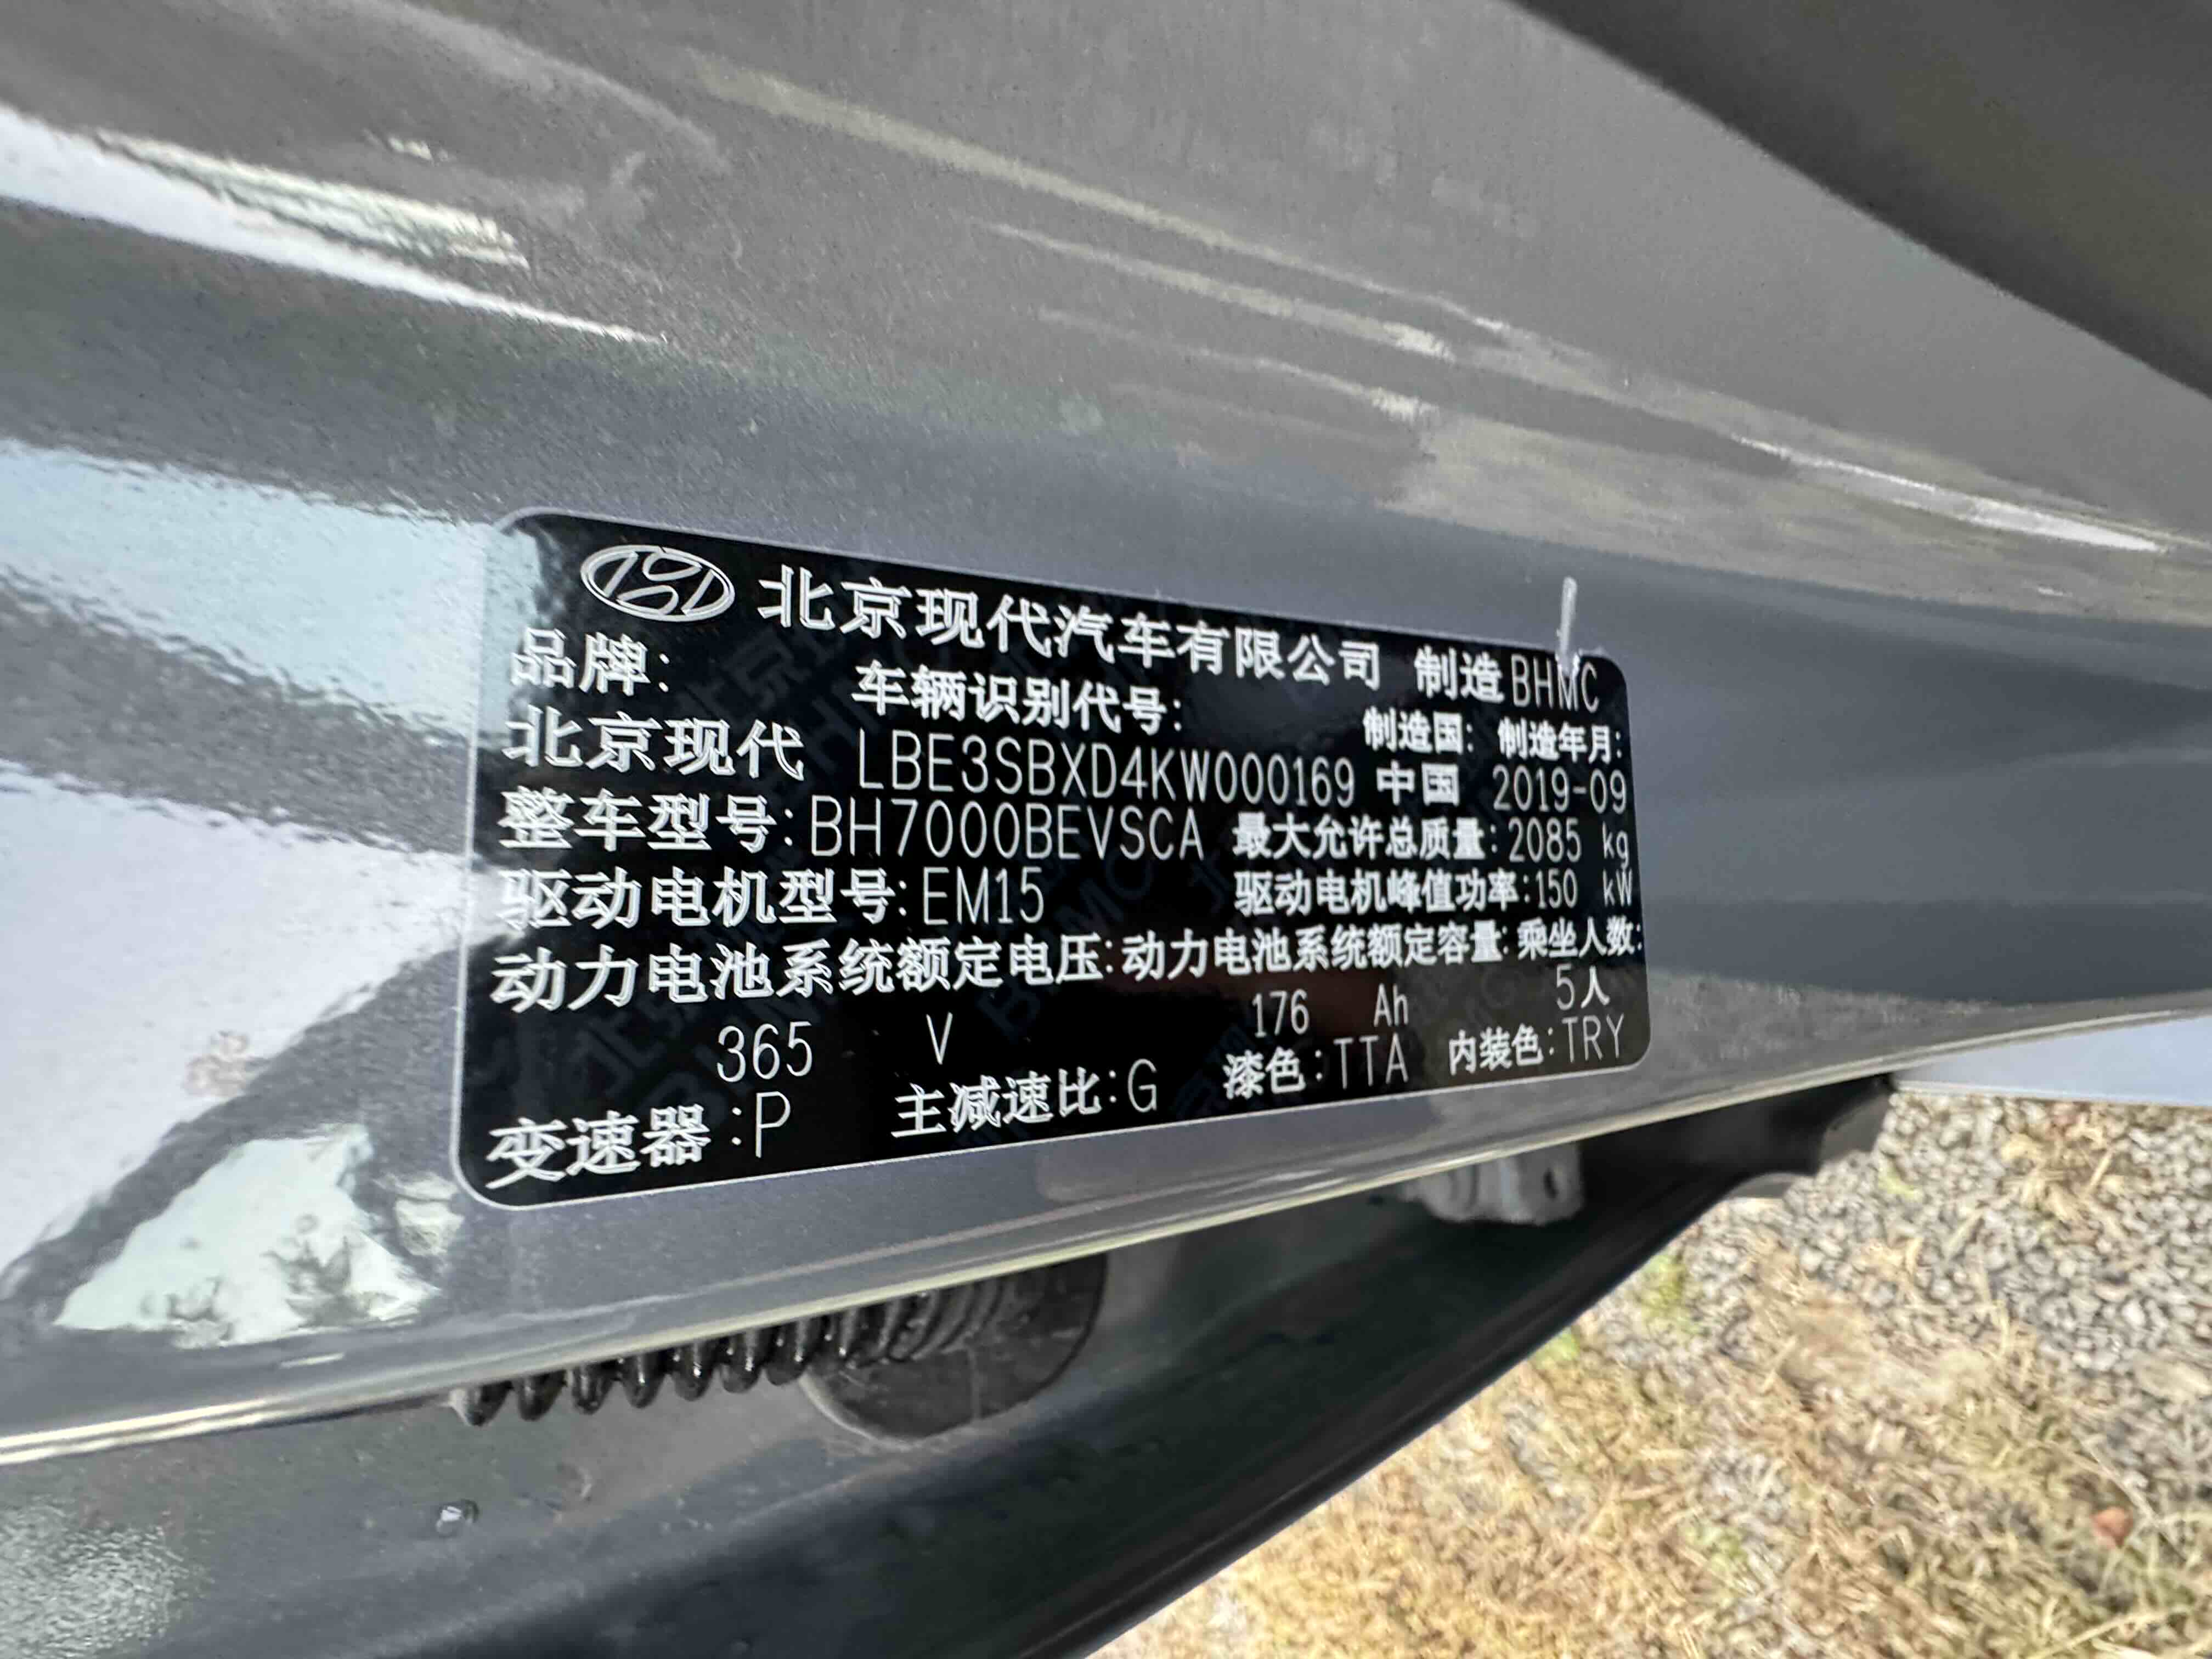 北京现代汽车有限公司 制造 BHMC
品牌: 车辆识别代号: 制造国: 制造年月:
北京现代 LBE3SBXD4KW000169 中国 2019-09
整车型号:BH7000BEVSCA 最大允许总质量:2085 kg
驱动电机型号:EM15 驱动电机峰值功率:150 kW
动力电池系统额定电压:动力电池系统额定容量:乘坐人数:
365 V 176 Ah 5人
变速器:P 主减速比:G 漆色:TTA 内装色:TRY